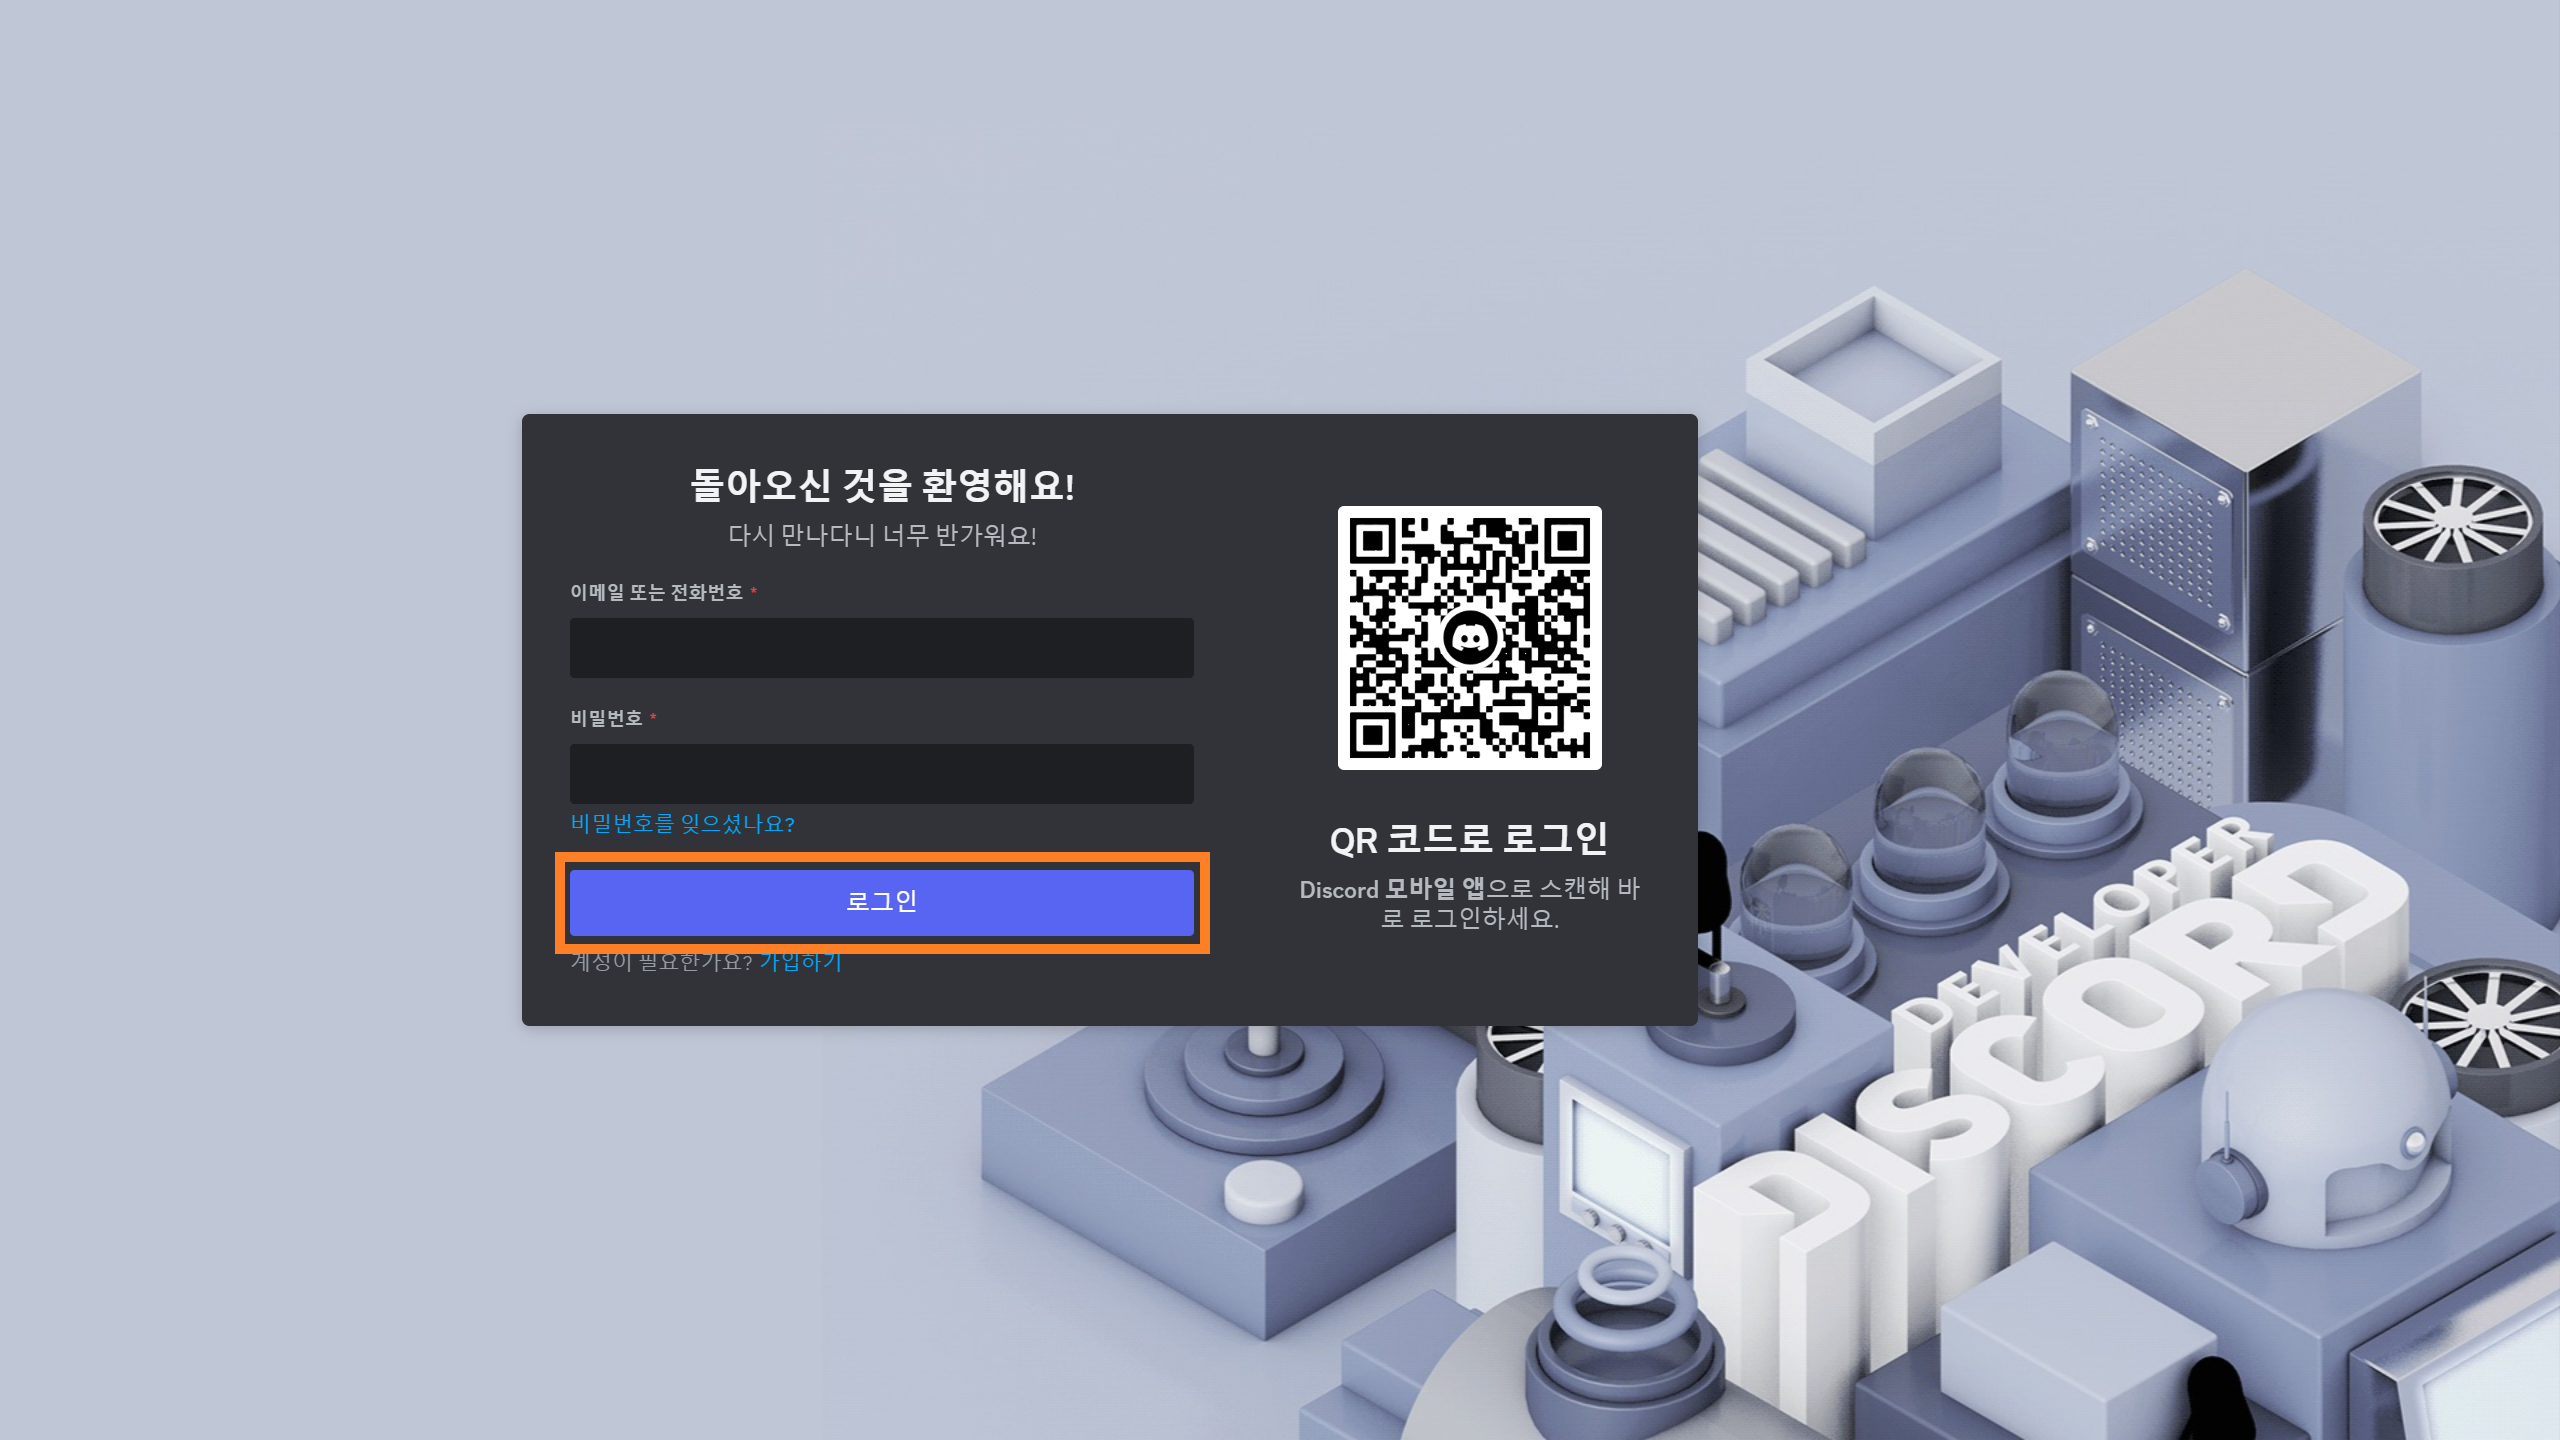 돌아오신 것을 환영해요!
다시 만나다니 너무 반가워요!
이메일 또는 전화번호 *
비밀번호 *
비밀번호를 잊으셨나요?
로그인
계정이 필요한가요? 가입하기
QR 코드로 로그인
Discord 모바일 앱으로 스캔해 바
로 로그인하세요.
DEVELOPER
DISCORD